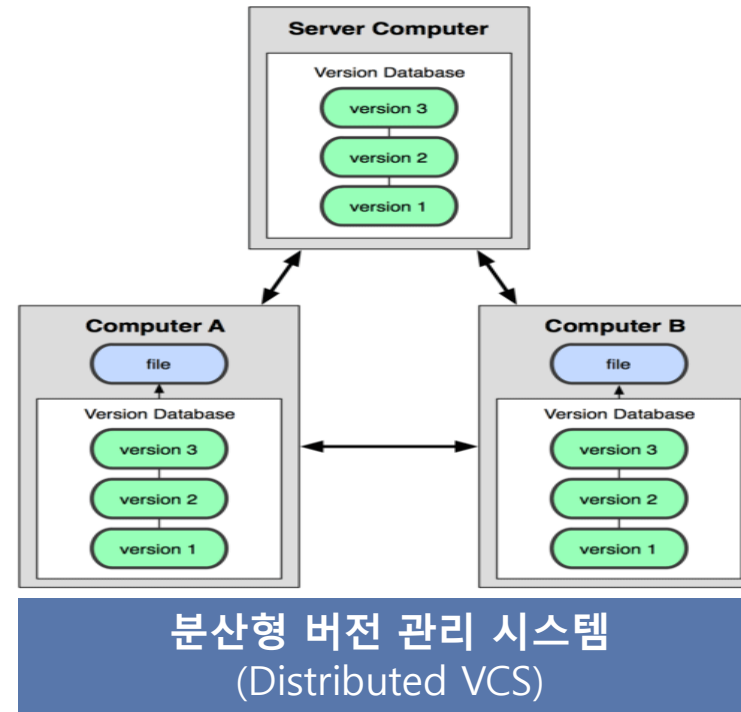 Server Computer
Version Database
version 3
version 2
version 1
Computer A
file
Version Database
version 3
version 2
version 1
Computer B
file
Version Database
version 3
version 2
version 1
분산형 버전 관리 시스템
(Distributed VCS)